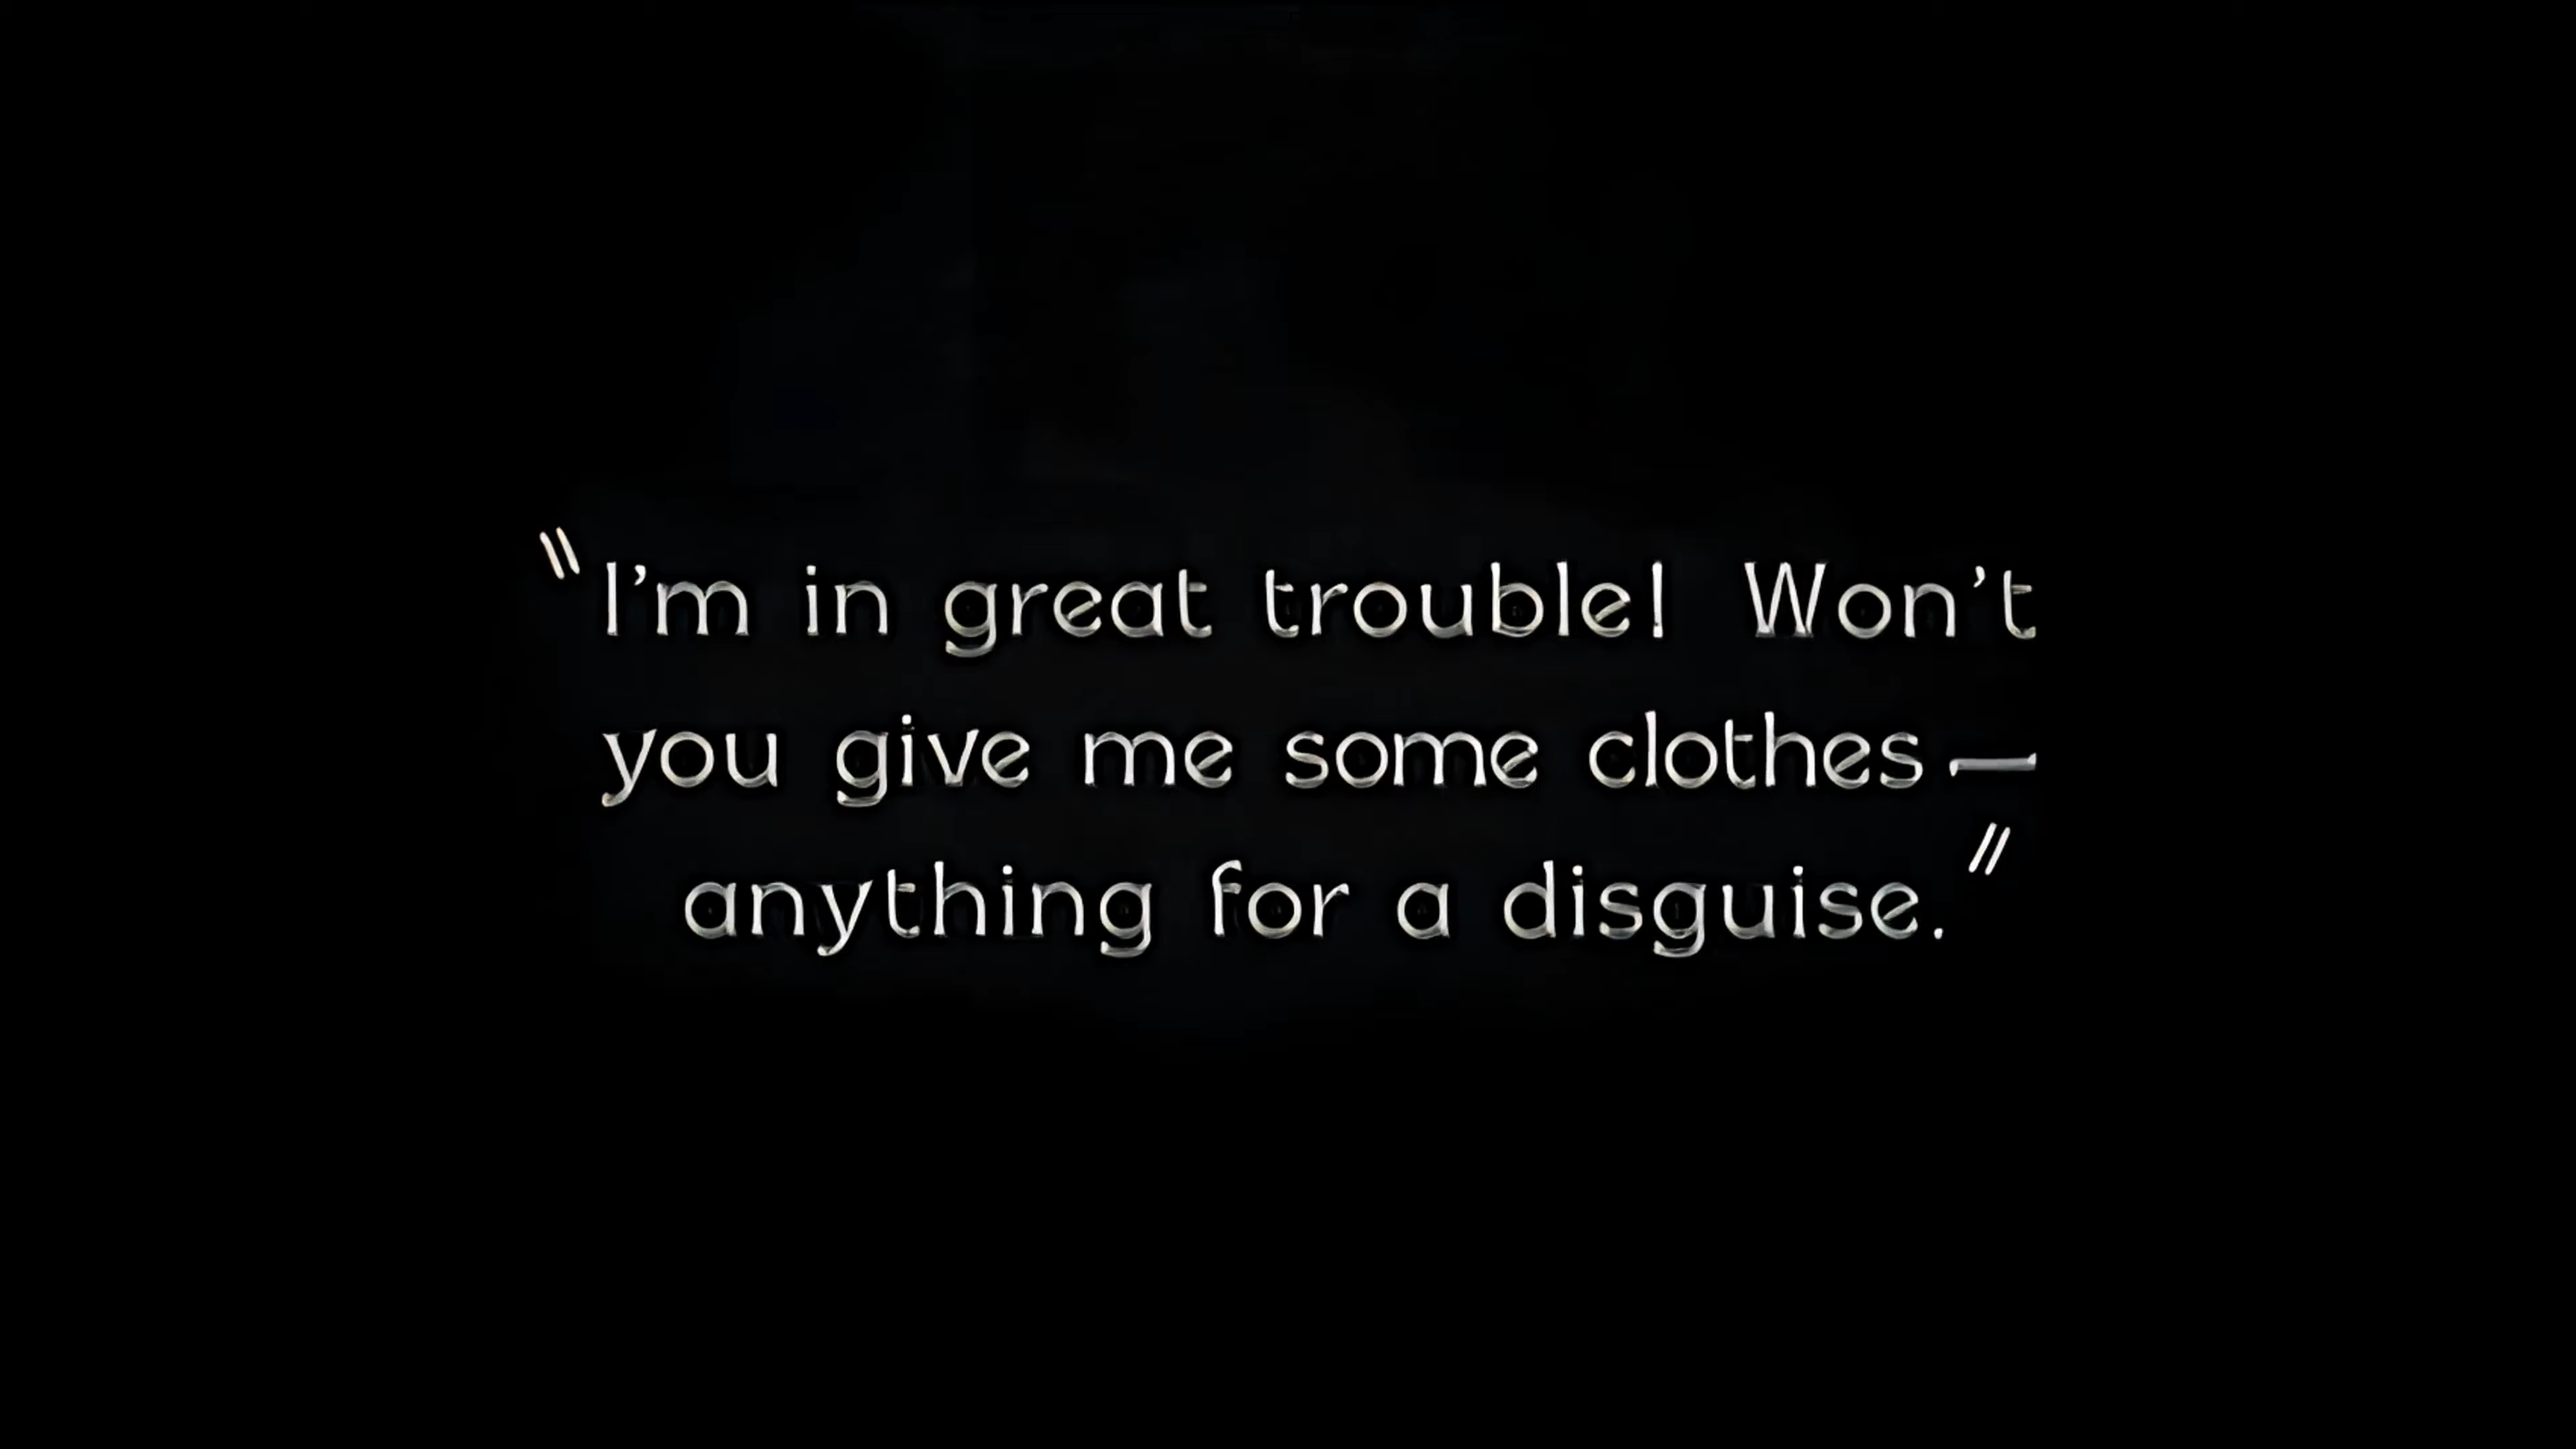 "I'm in great trouble! Won't
you give me some clothes—
anything for a disguise."